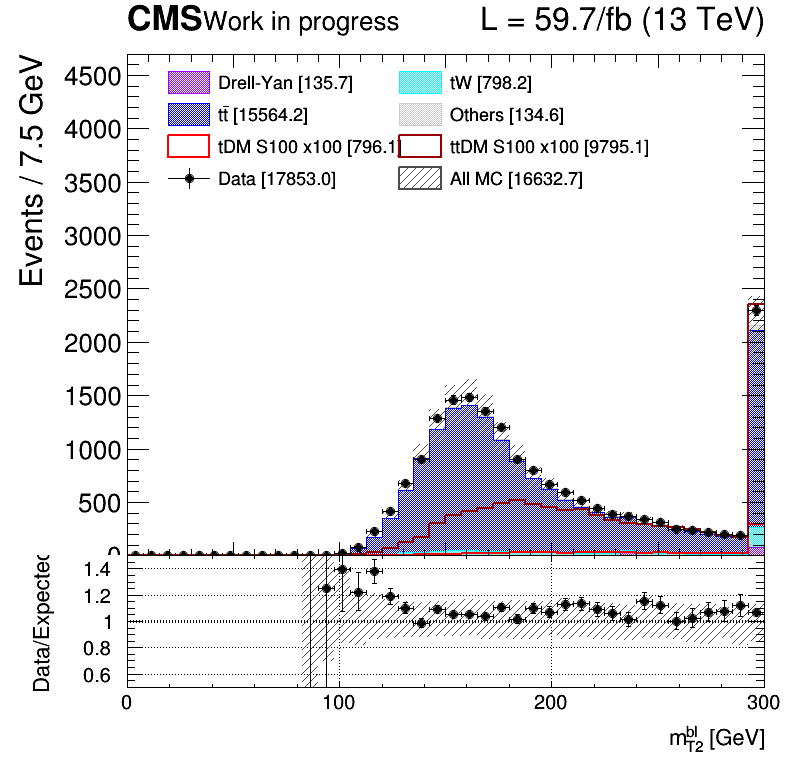 CMS Work in progress L = 59.7/fb (13 TeV)
Events / 7.5 GeV
4500
4000
3500
3000
2500
2000
1500
1000
500
0
Drell-Yan [135.7] tW [798.2]
tt̄ [15564.2] Others [134.6]
tDM S100 x100 [796.1] ttDM S100 x100 [9795.1]
Data [17853.0] All MC [16632.7]
Data/Expected
1.4
1.2
1
0.8
0.6
0 100 200 300
m_{T2}^{bl} [GeV]